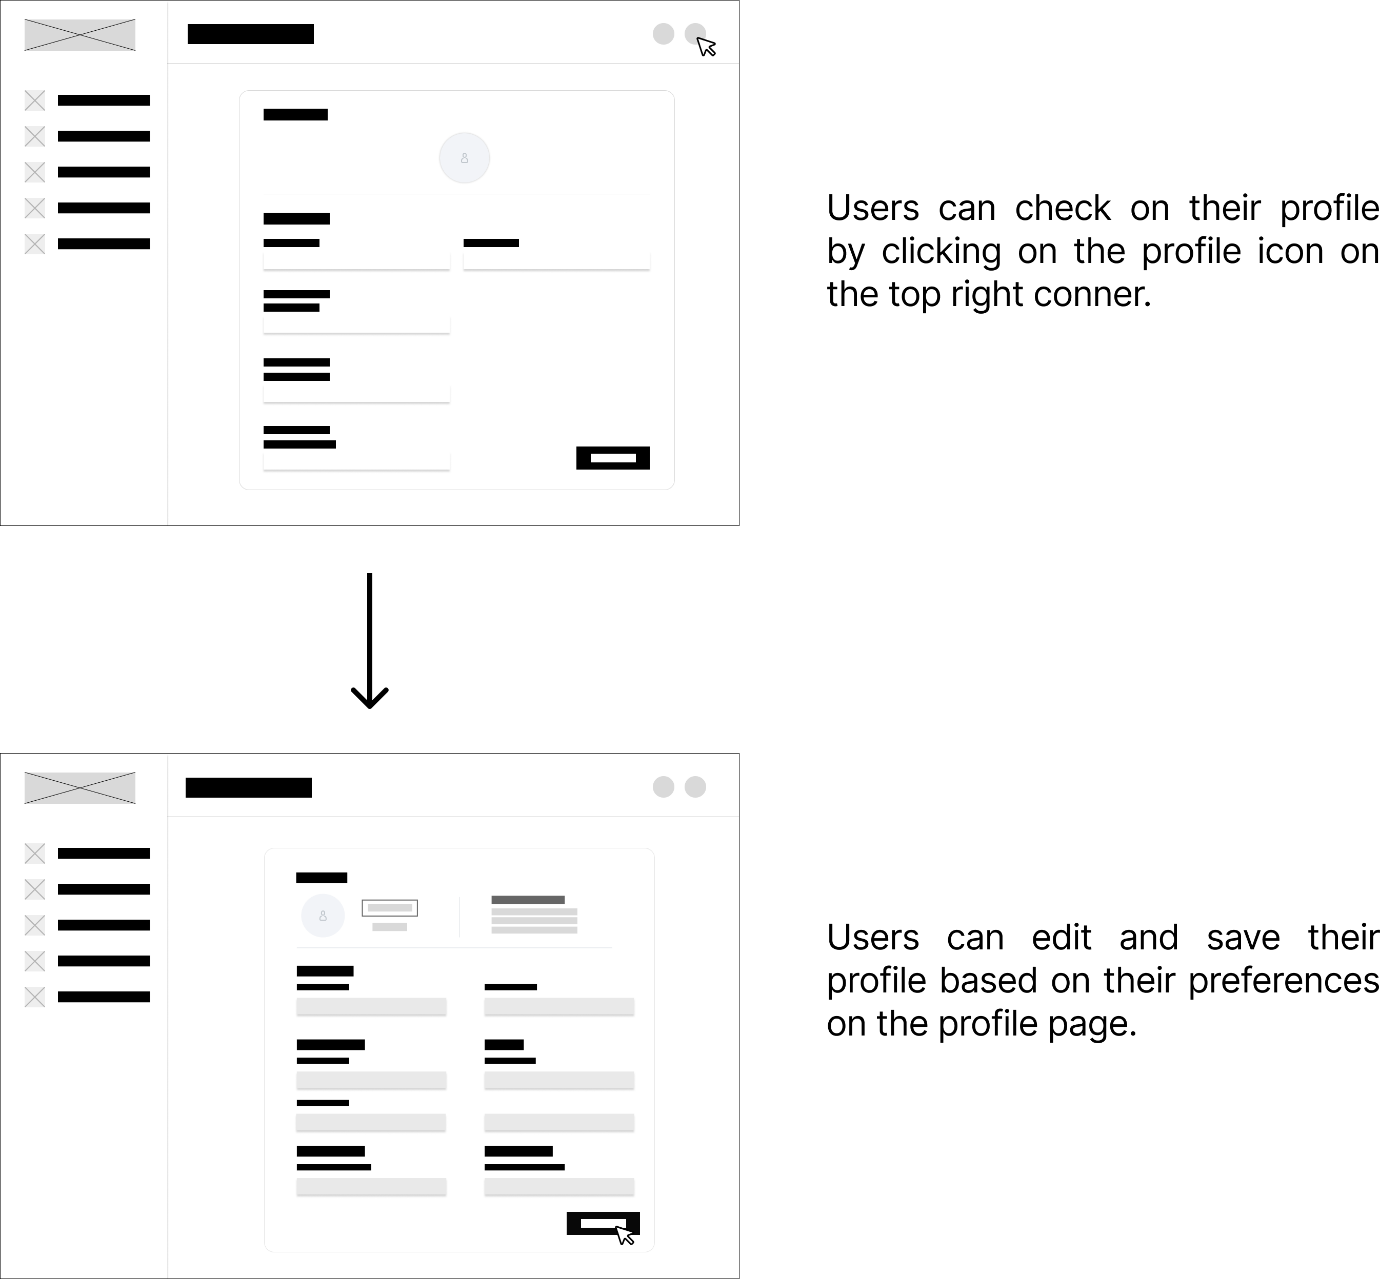 Users can check on their profile
by clicking on the profile icon on
the top right conner.
Users can edit and save their
profile based on their preferences
on the profile page.